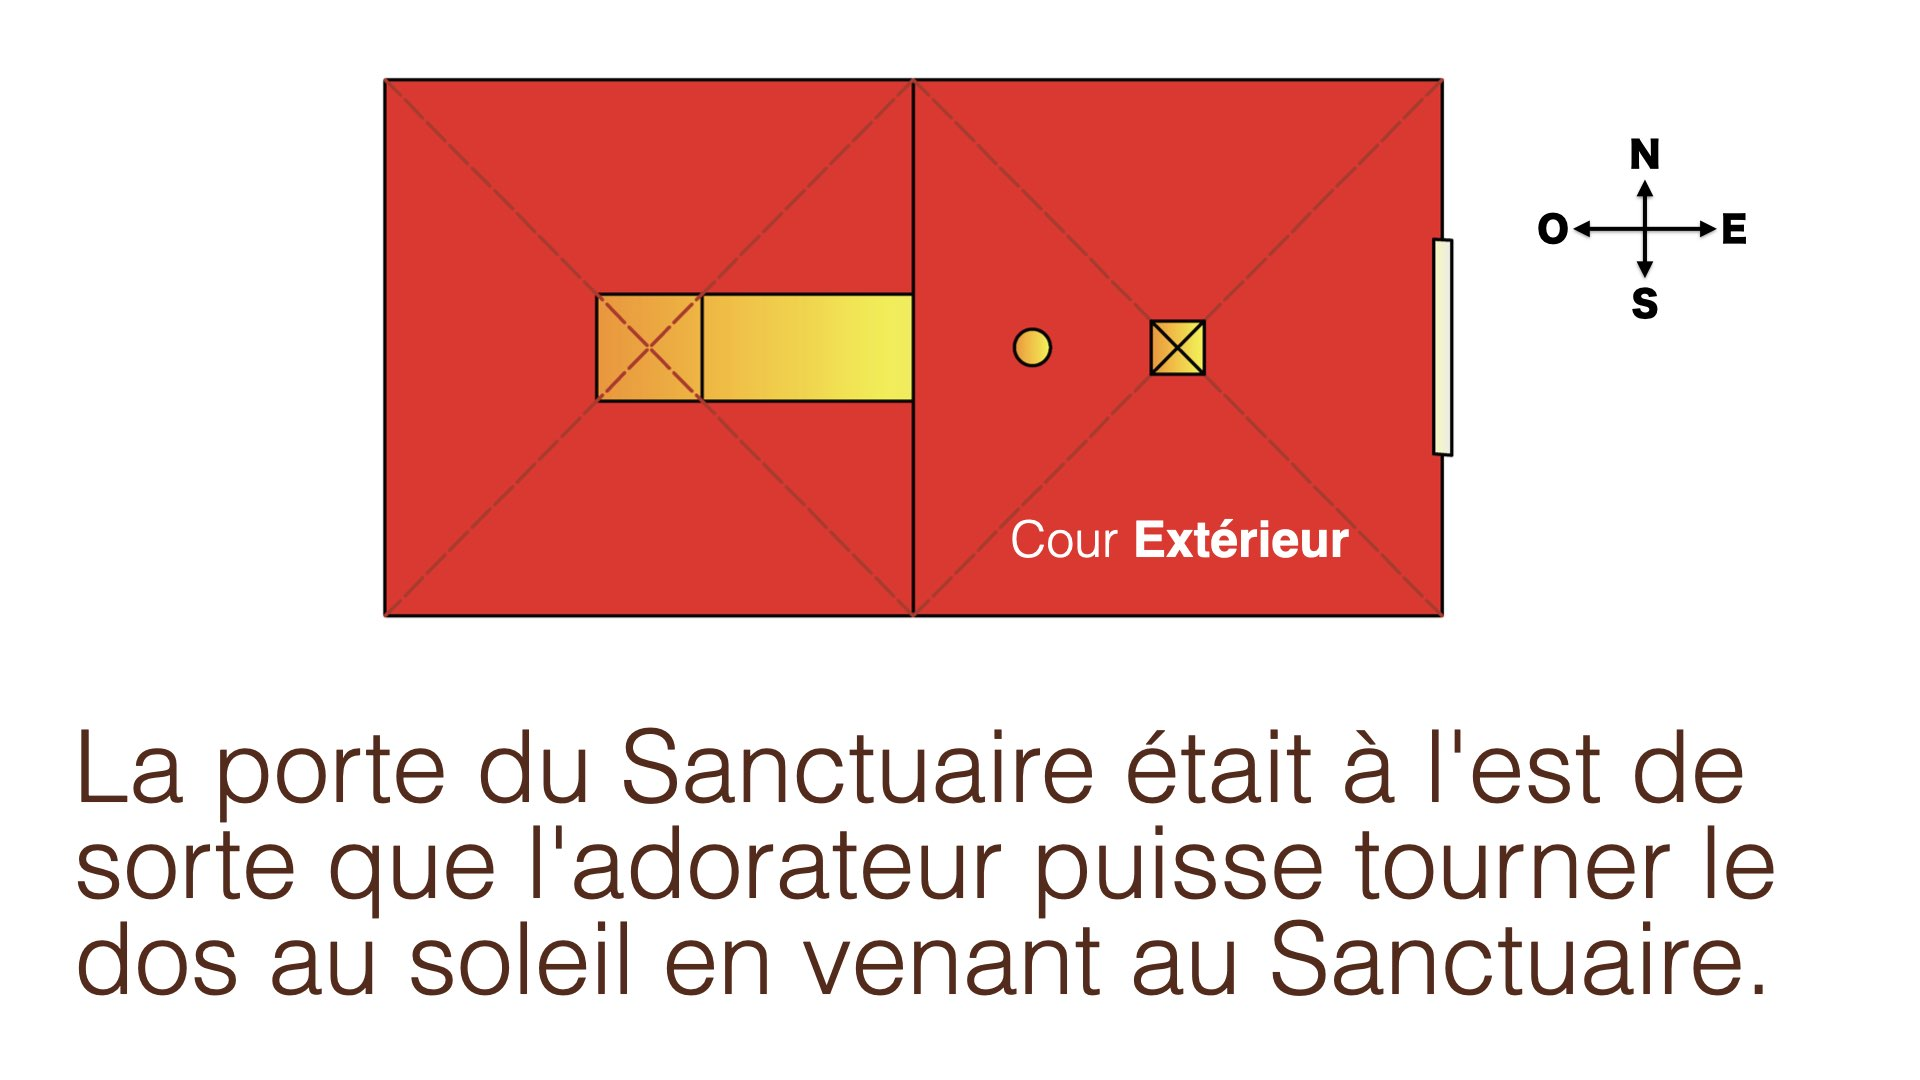 N
O E
S
Cour Extérieur
La porte du Sanctuaire était à l'est de
sorte que l'adorateur puisse tourner le
dos au soleil en venant au Sanctuaire.